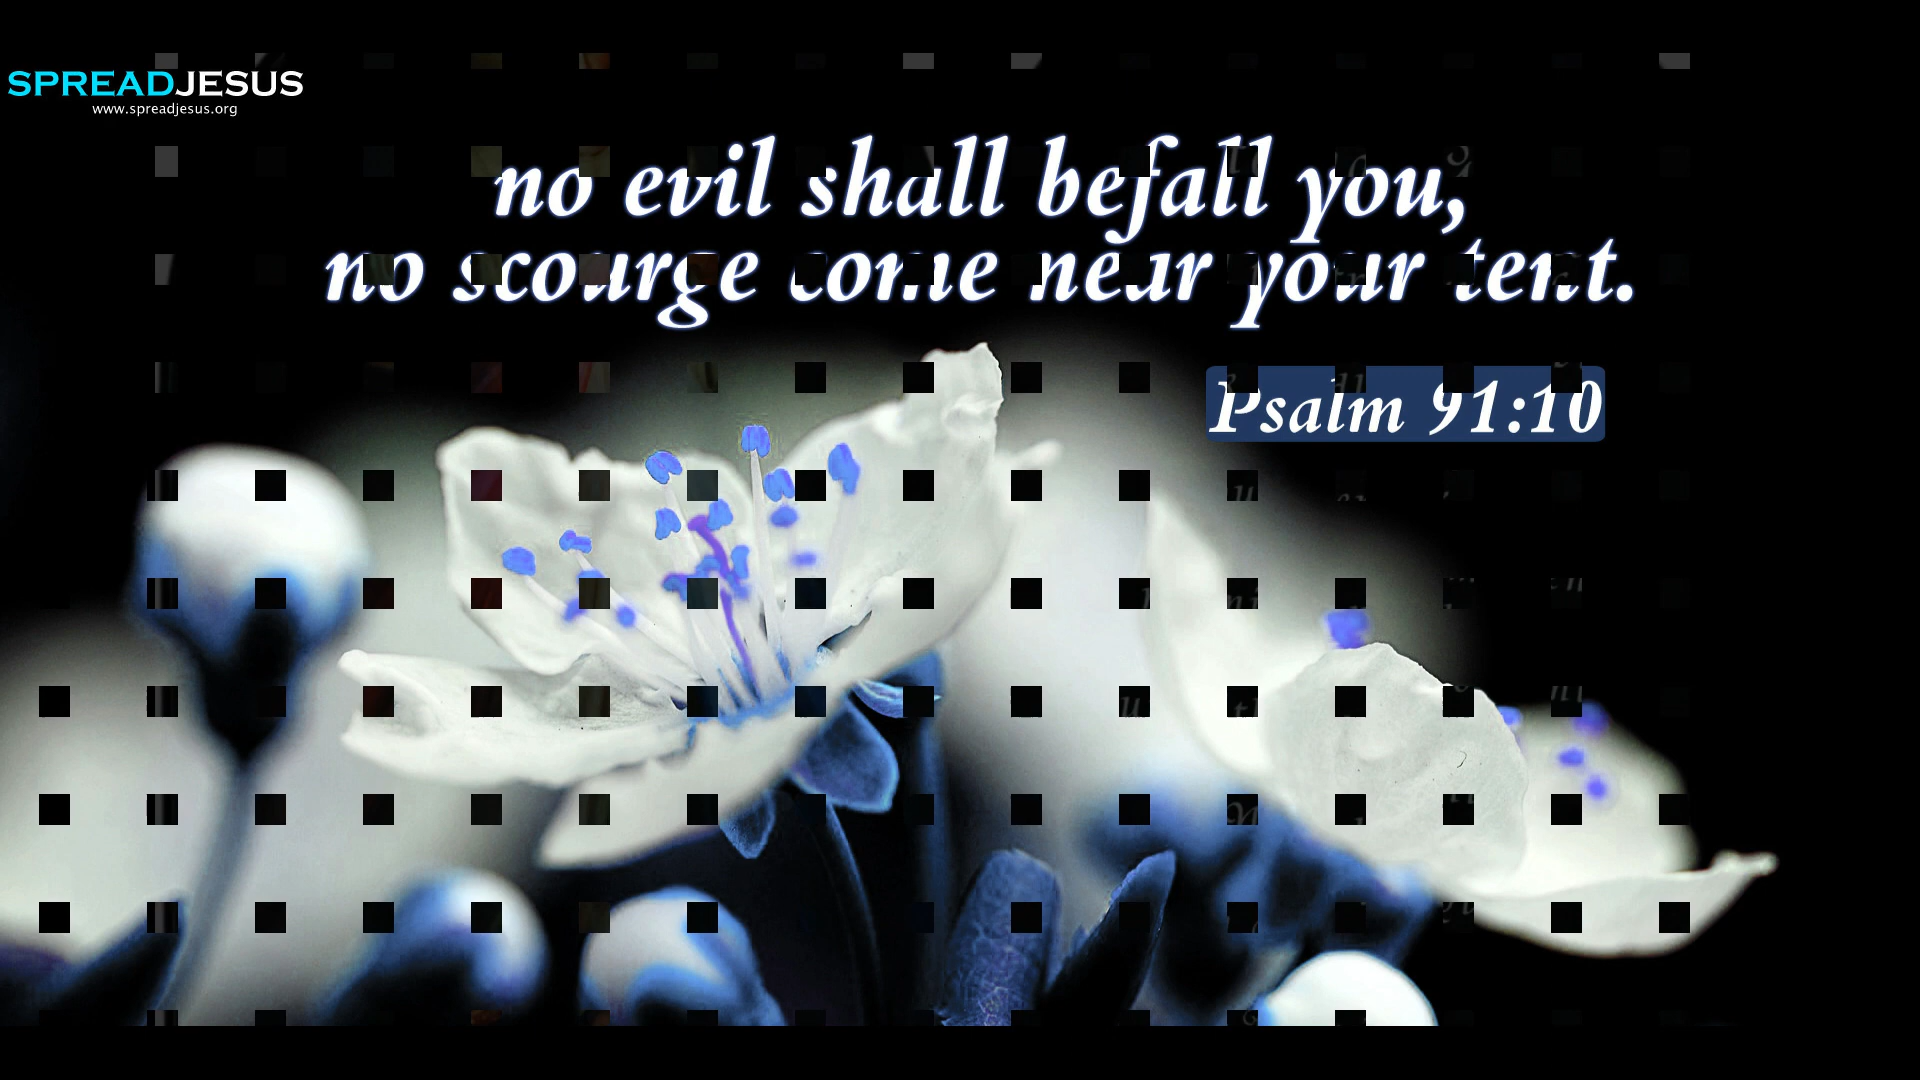 SPREADJESUS
www.spreadjesus.org
no evil shall befall you,
no scourge come near your tent.
Psalm 91:10